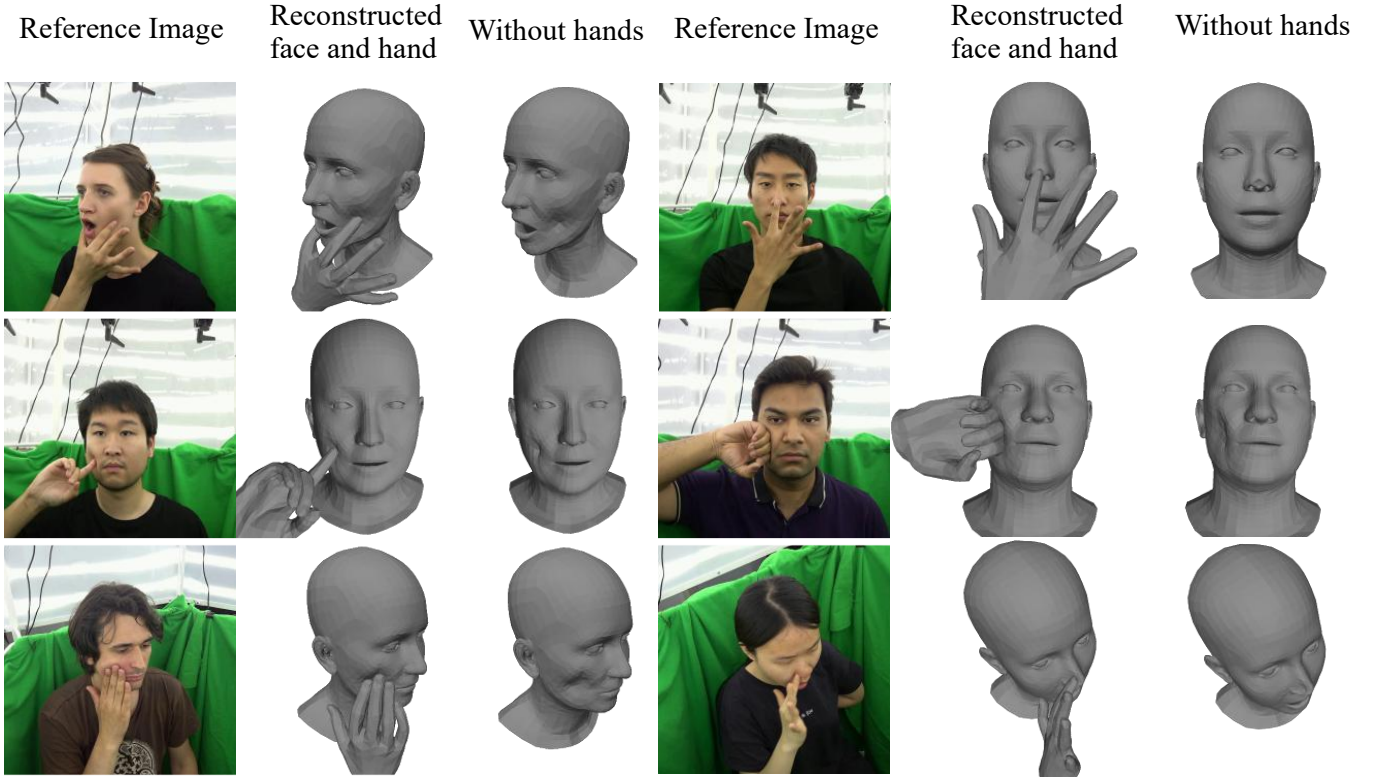 Reference Image
Reconstructed
face and hand
Without hands
Reference Image
Reconstructed
face and hand
Without hands